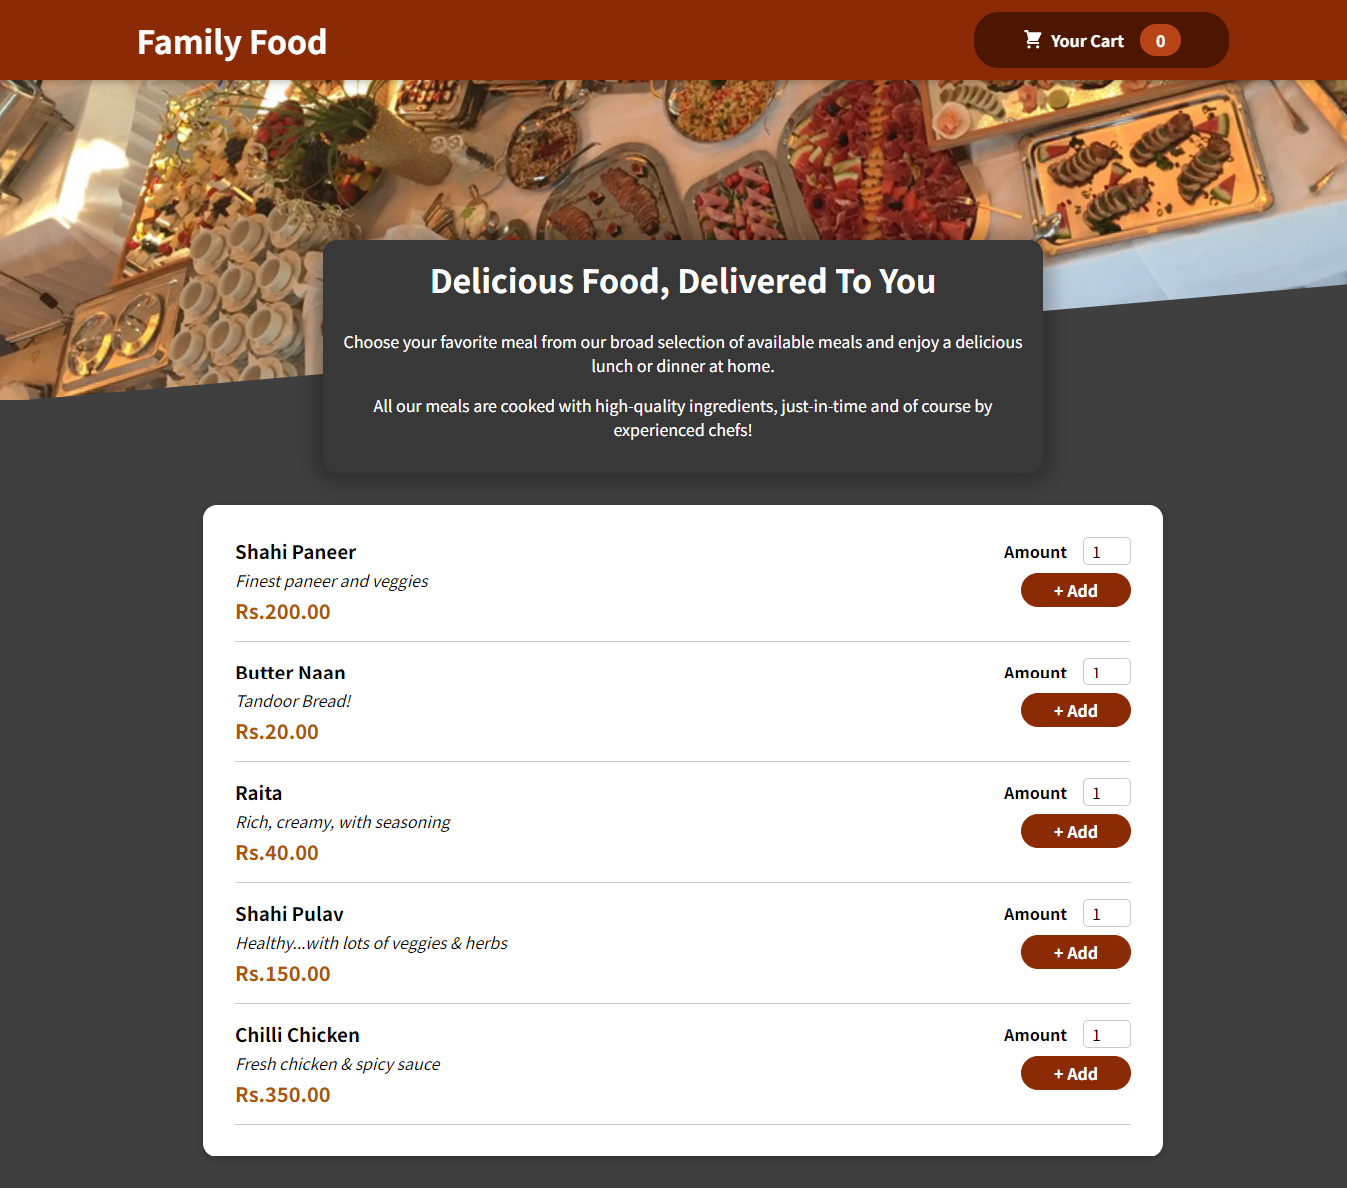 Family Food
Your Cart 0
Delicious Food, Delivered To You
Choose your favorite meal from our broad selection of available meals and enjoy a delicious
lunch or dinner at home.
All our meals are cooked with high-quality ingredients, just-in-time and of course by
experienced chefs!
Shahi Paneer
Amount 1
Finest paneer and veggies
+ Add
Rs.200.00
Butter Naan
Amount 1
Tandoor Bread!
+ Add
Rs.20.00
Raita
Amount 1
Rich, creamy, with seasoning
+ Add
Rs.40.00
Shahi Pulav
Amount 1
Healthy...with lots of veggies & herbs
+ Add
Rs.150.00
Chilli Chicken
Amount 1
Fresh chicken & spicy sauce
+ Add
Rs.350.00